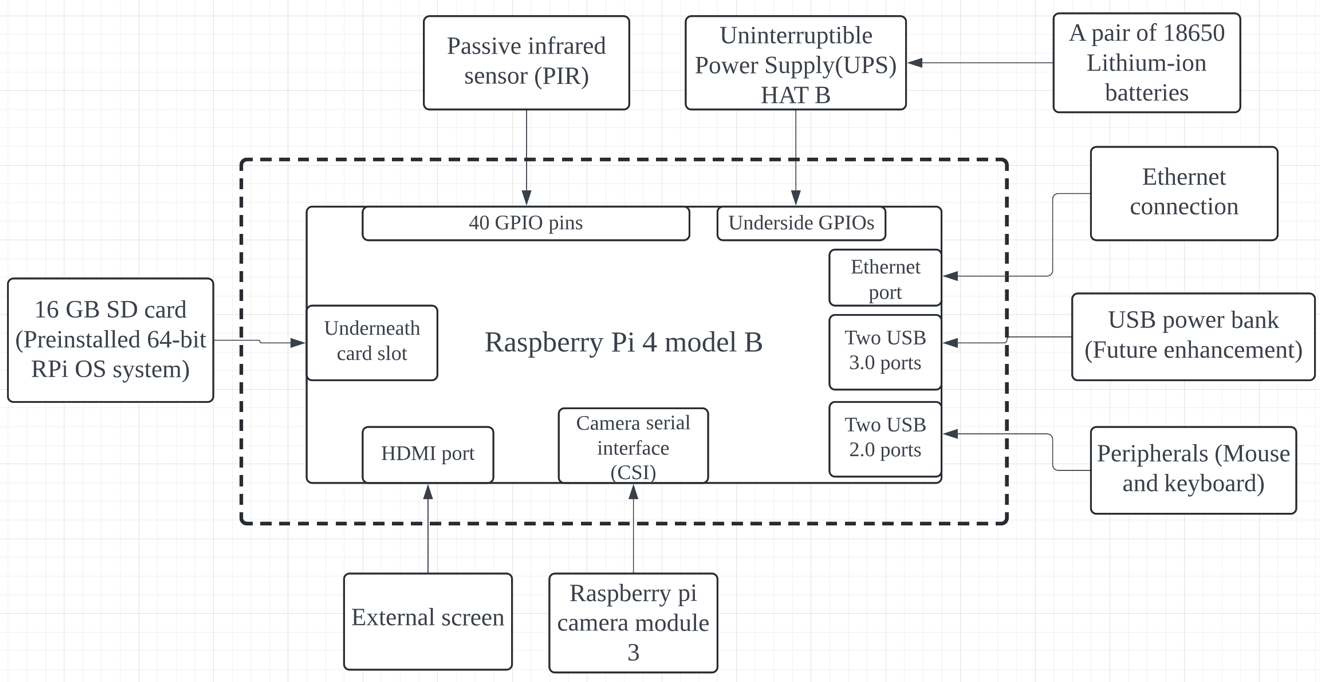 Passive infrared
sensor (PIR)
Uninterruptible
Power Supply(UPS)
HAT B
A pair of 18650
Lithium-ion
batteries
Ethernet
connection
40 GPIO pins
Underside GPIOs
Ethernet
port
16 GB SD card
(Preinstalled 64-bit
RPi OS system)
Underneath
card slot
Raspberry Pi 4 model B
Two USB
3.0 ports
USB power bank
(Future enhancement)
HDMI port
Camera serial
interface
(CSI)
Two USB
2.0 ports
Peripherals (Mouse
and keyboard)
External screen
Raspberry pi
camera module
3